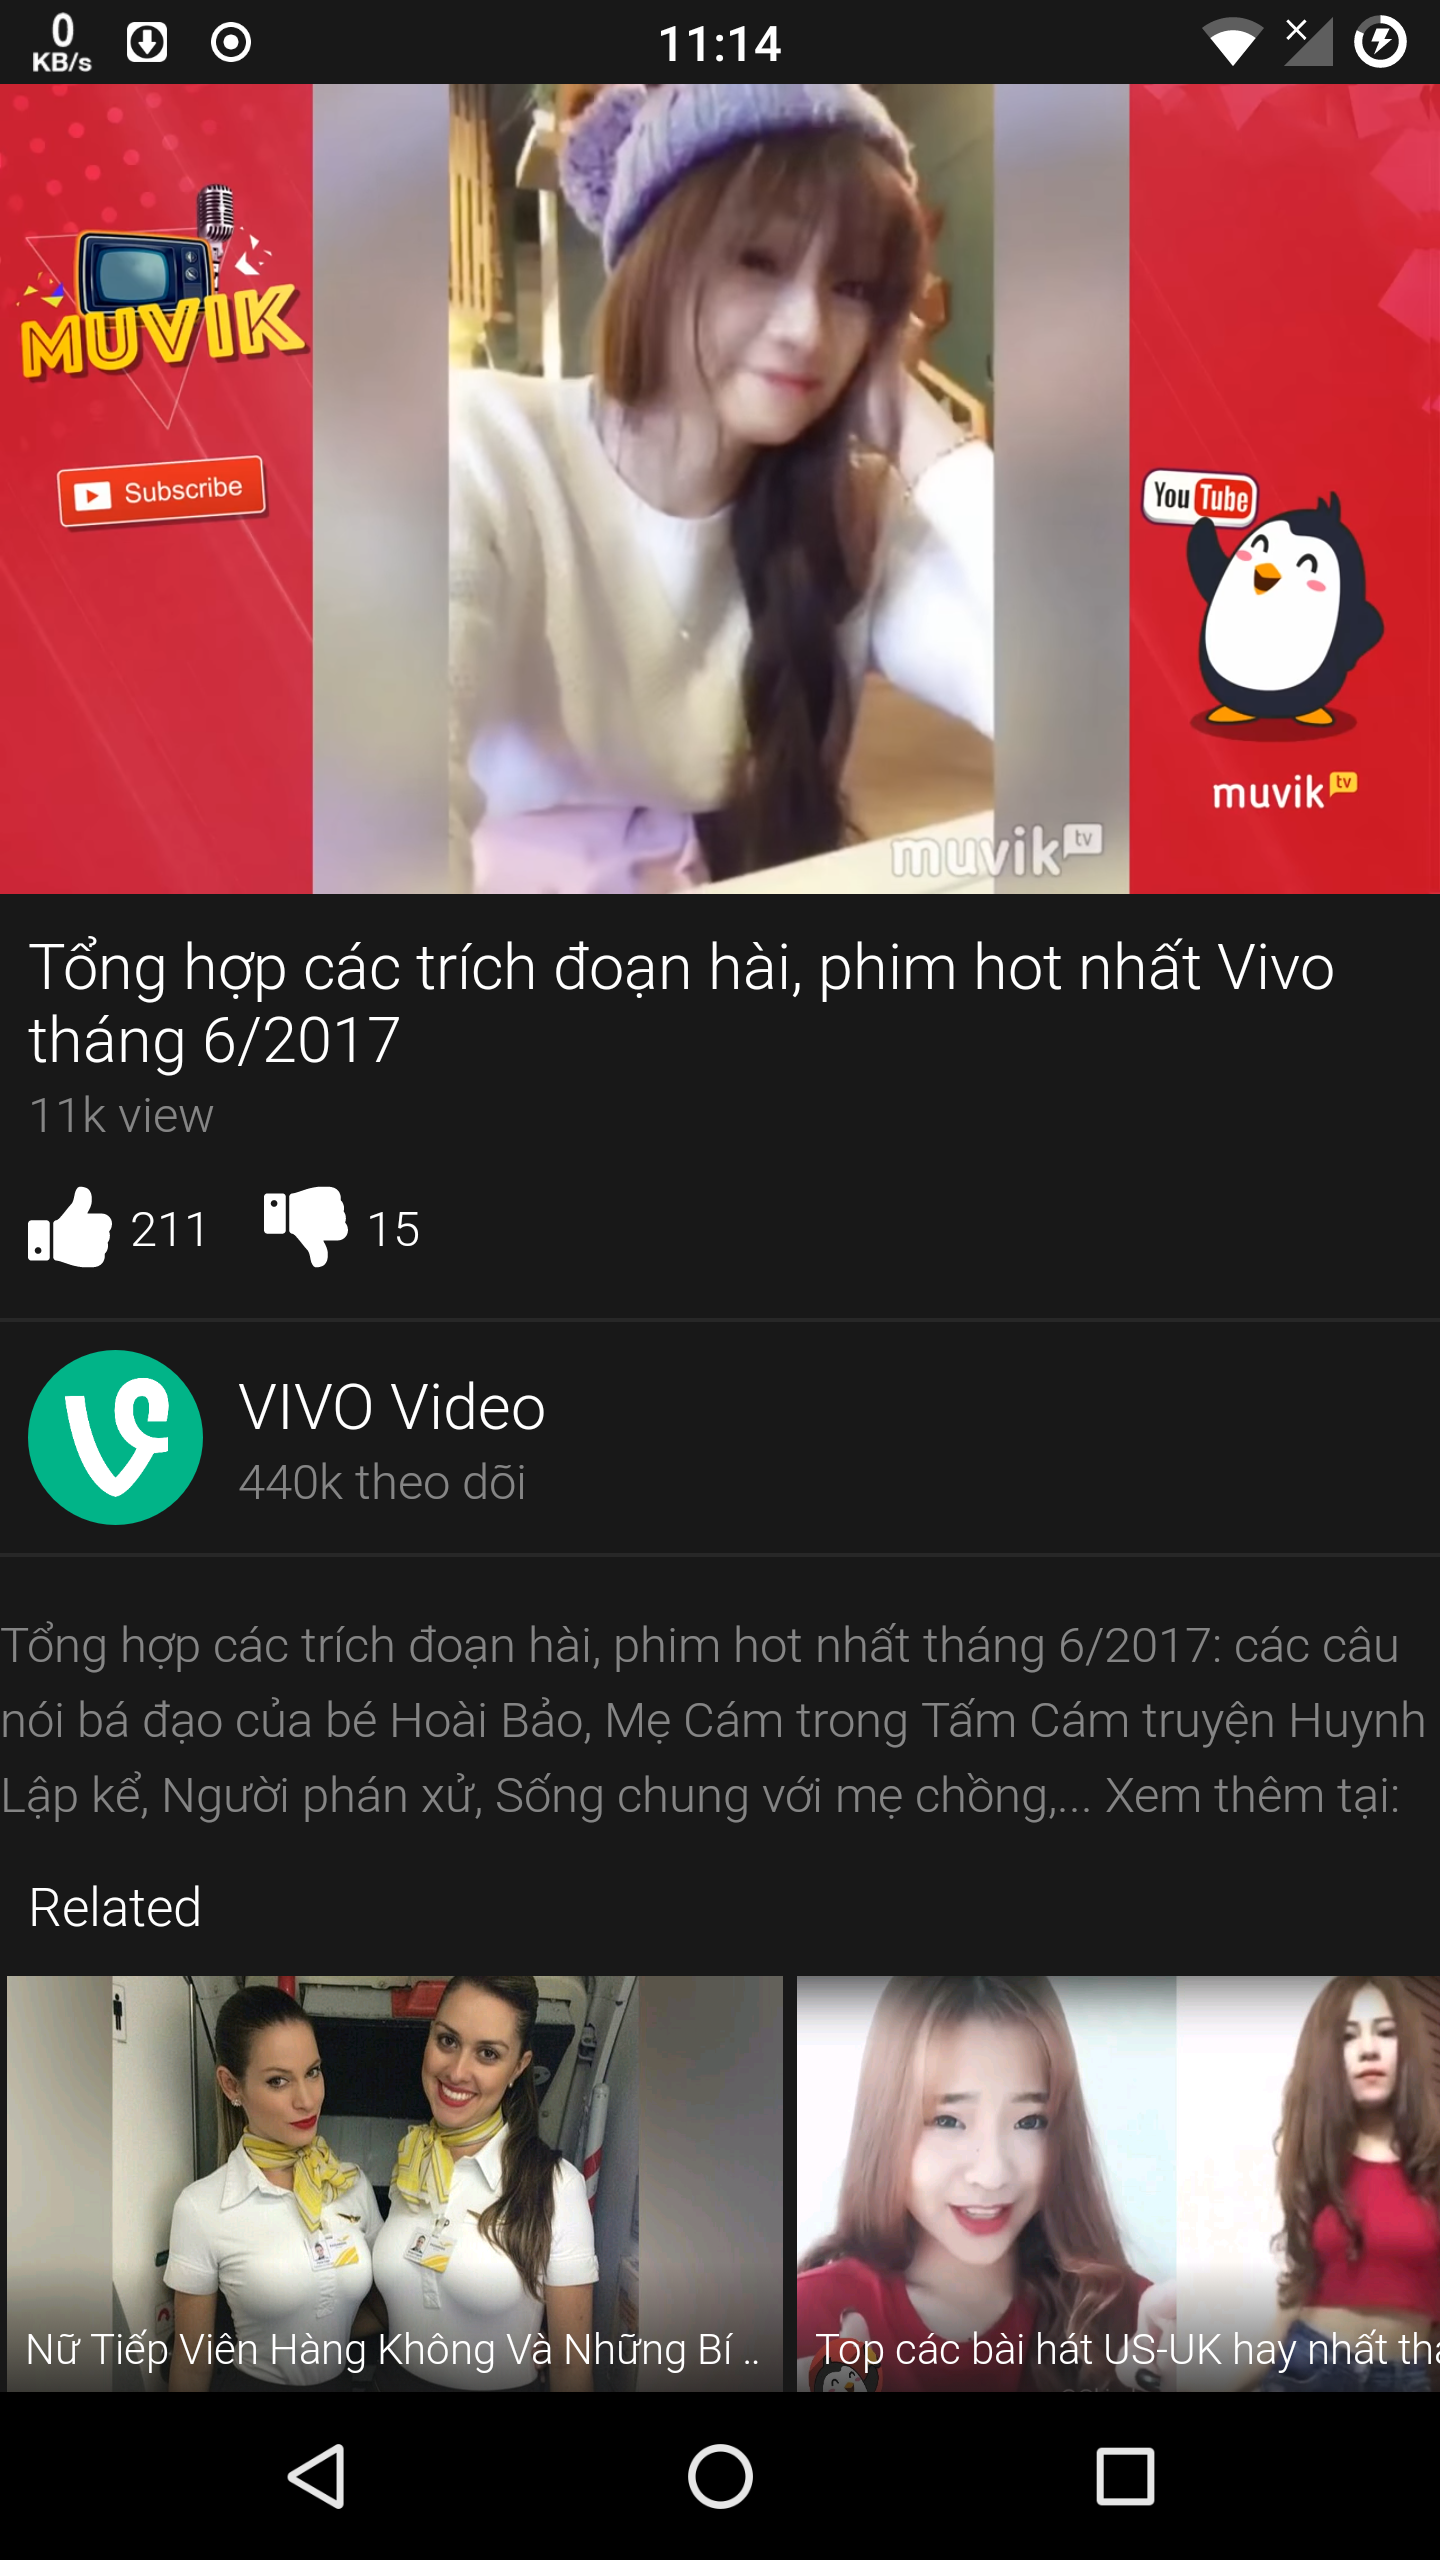 0
KB/s
11:14
MUVIK
Subscribe
You Tube
muvik tv
muvik tv
Tổng hợp các trích đoạn hài, phim hot nhất Vivo
tháng 6/2017
11k view
211
15
VIVO Video
440k theo dõi
Tổng hợp các trích đoạn hài, phim hot nhất tháng 6/2017: các câu
nói bá đạo của bé Hoài Bảo, Mẹ Cám trong Tấm Cám truyện Huynh
Lập kể, Người phán xử, Sống chung với mẹ chồng,... Xem thêm tại:
Related
Nữ Tiếp Viên Hàng Không Và Những Bí ..
Top các bài hát US-UK hay nhất thá